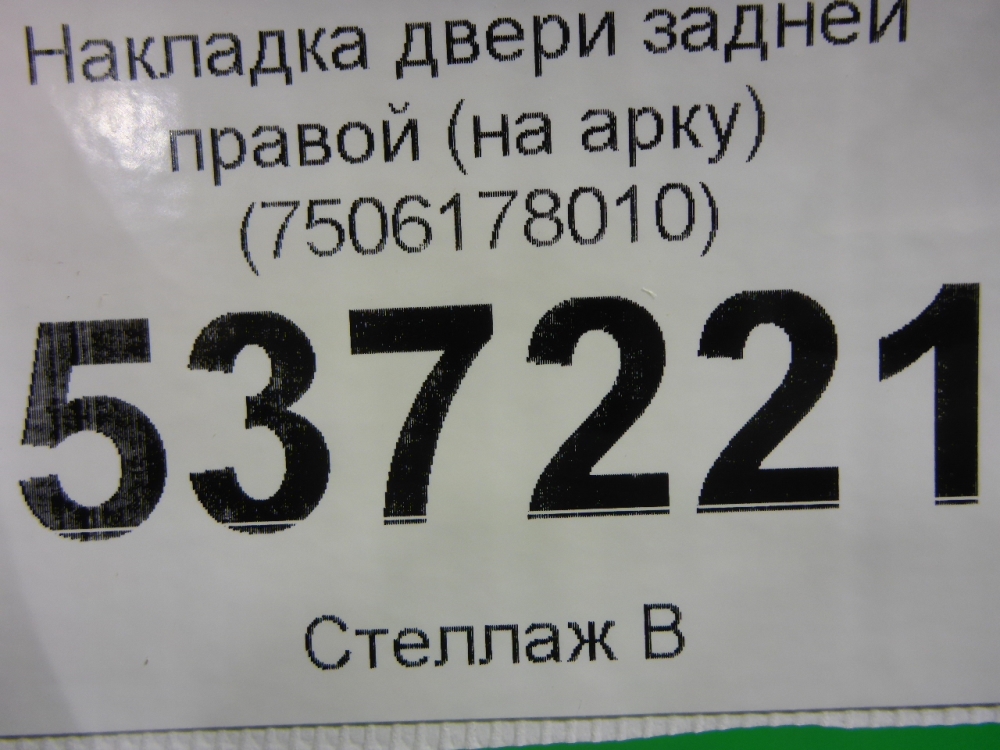 Накладка двери задней
правой (на арку)
(7506178010)
537221
Стеллаж В